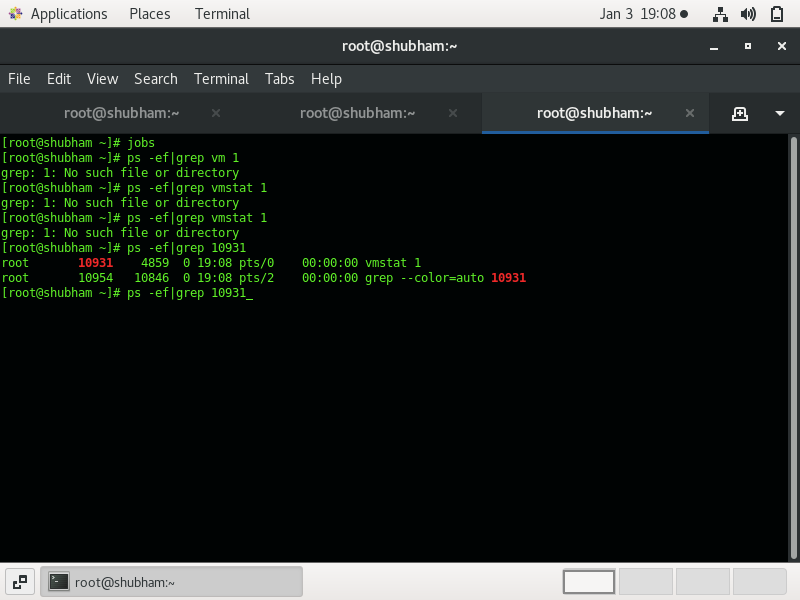 Applications Places Terminal Jan 3 19:08
root@shubham:~
File Edit View Search Terminal Tabs Help
root@shubham:~ root@shubham:~ root@shubham:~
[root@shubham ~]# jobs
[root@shubham ~]# ps -ef|grep vm 1
grep: 1: No such file or directory
[root@shubham ~]# ps -ef|grep vmstat 1
grep: 1: No such file or directory
[root@shubham ~]# ps -ef|grep vmstat 1
grep: 1: No such file or directory
[root@shubham ~]# ps -ef|grep 10931
root       10931    4859  0 19:08 pts/0    00:00:00 vmstat 1
root       10954   10846  0 19:08 pts/2    00:00:00 grep --color=auto 10931
[root@shubham ~]# ps -ef|grep 10931_
root@shubham:~